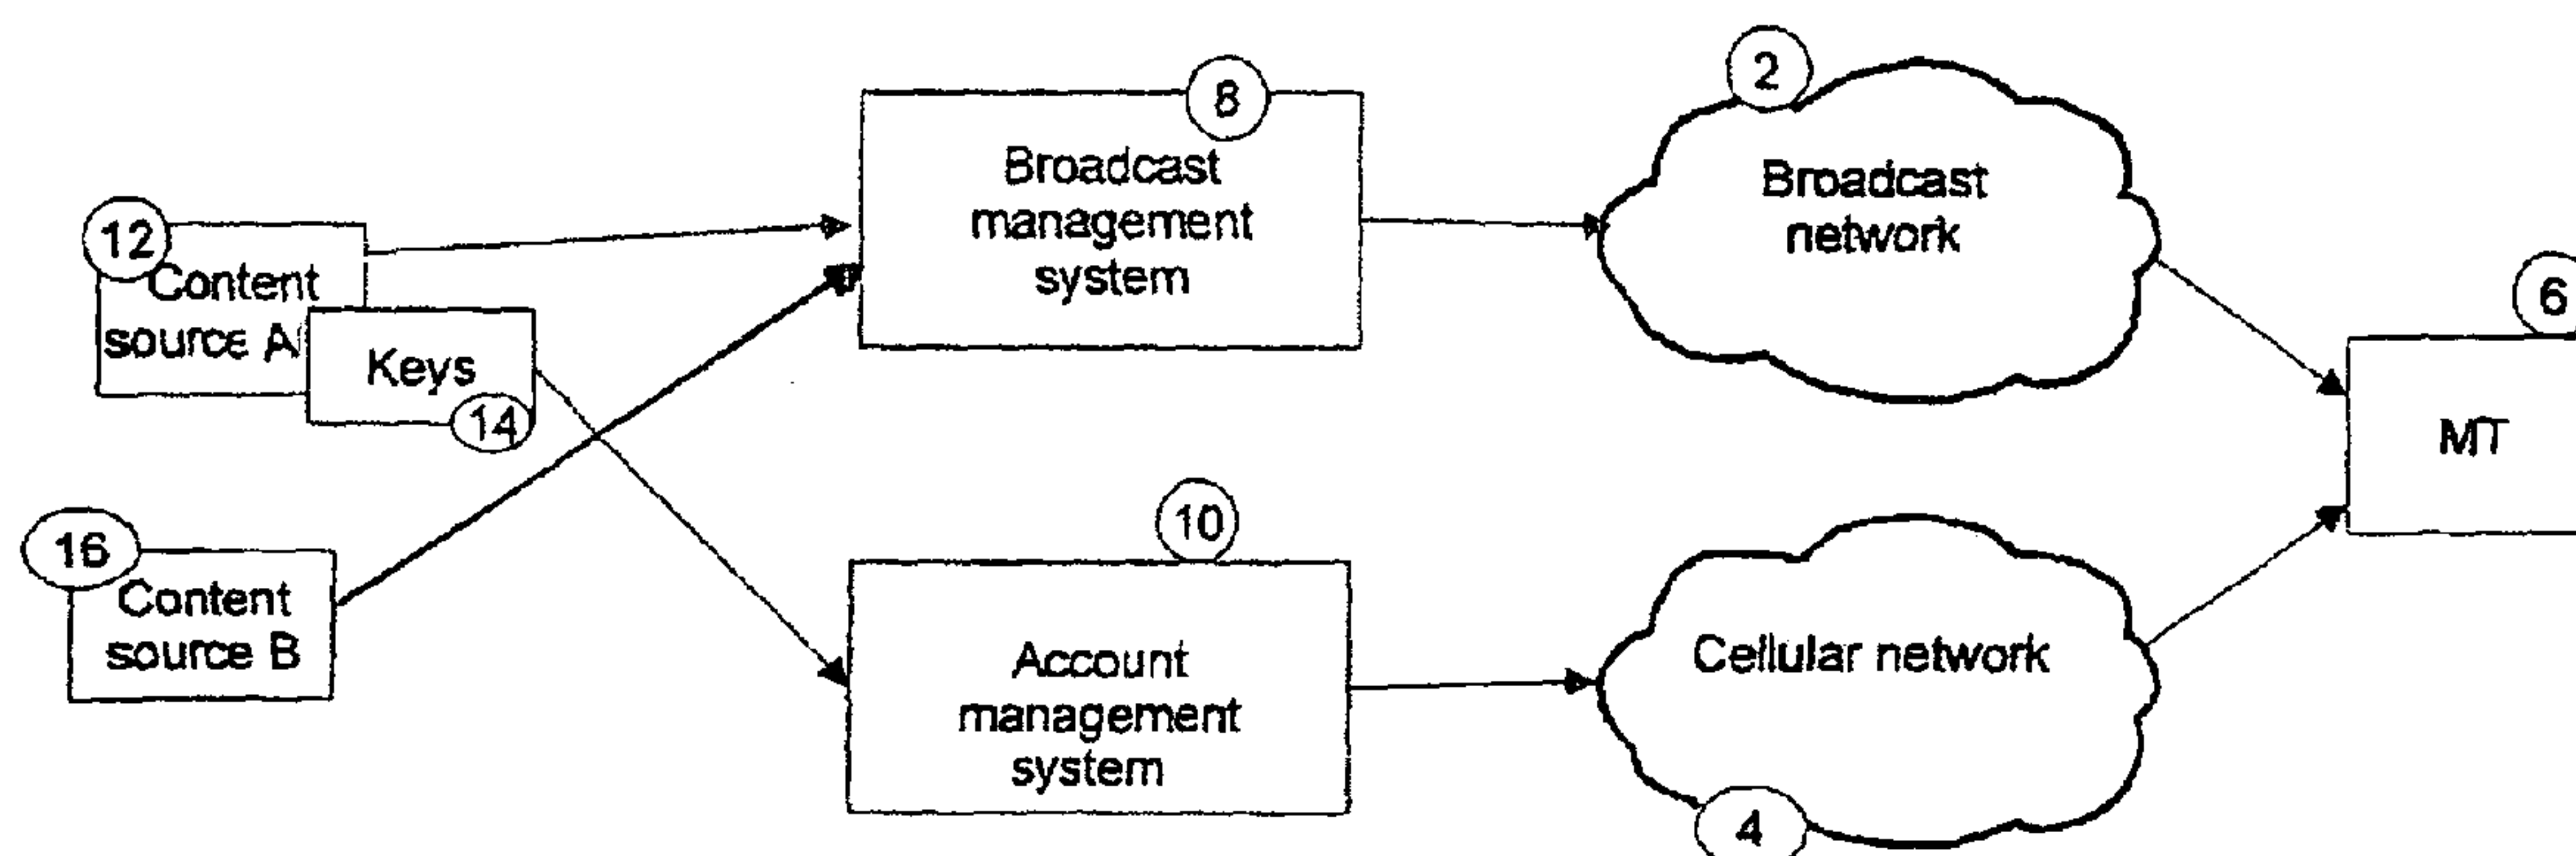 2
8
Broadcast
management
system
Broadcast
network
12
Content
source A
Keys
14
6
MT
16
Content
source B
10
Account
management
system
Cellular network
4